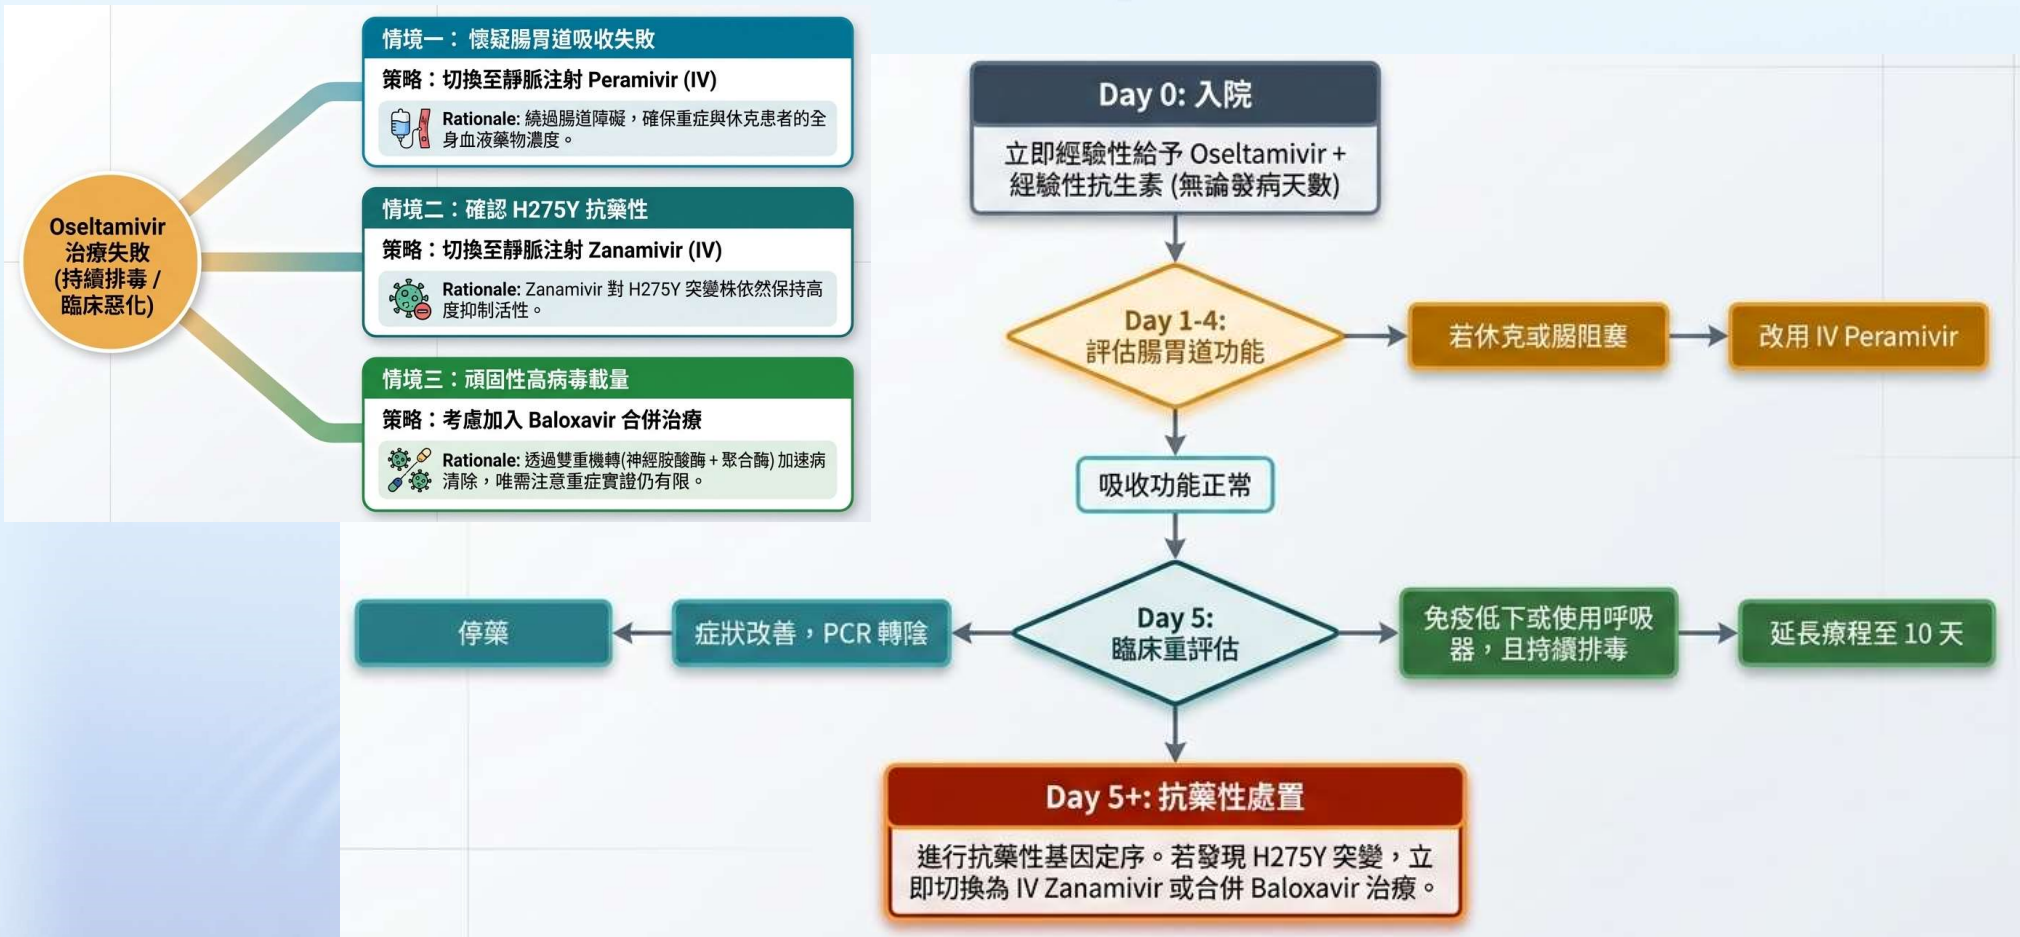 Oseltamivir
治療失敗
(持續排毒 /
臨床惡化)
情境一：懷疑腸胃道吸收失敗
策略：切換至靜脈注射 Peramivir (IV)
Rationale: 繞過腸道障礙，確保重症與休克患者的全
身血液藥物濃度。
情境二：確認 H275Y 抗藥性
策略：切換至靜脈注射 Zanamivir (IV)
Rationale: Zanamivir 對 H275Y 突變株依然保持高
度抑制活性。
情境三：頑固性高病毒載量
策略：考慮加入 Baloxavir 合併治療
Rationale: 透過雙重機轉(神經胺酸酶 + 聚合酶) 加速病
清除，唯需注意重症實證仍有限。
Day 0: 入院
立即經驗性給予 Oseltamivir +
經驗性抗生素 (無論發病天數)
Day 1-4:
評估腸胃道功能
若休克或腸阻塞
改用 IV Peramivir
吸收功能正常
Day 5:
臨床重評估
症狀改善，PCR 轉陰
停藥
免疫低下或使用呼吸
器，且持續排毒
延長療程至 10 天
Day 5+: 抗藥性處置
進行抗藥性基因定序。若發現 H275Y 突變，立
即切換為 IV Zanamivir 或合併 Baloxavir 治療。